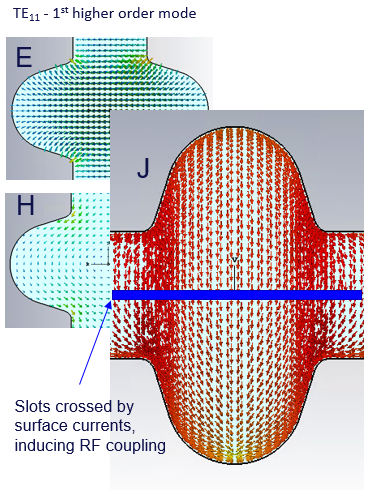 TE₁₁ - 1ˢᵗ higher order mode
E
J
H
Slots crossed by
surface currents,
inducing RF coupling